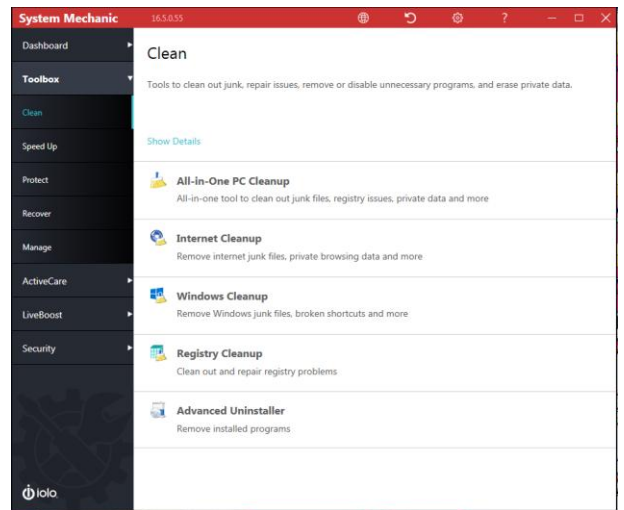 System Mechanic 16.5.0.55 ?
Dashboard
Toolbox
Clean
Speed Up
Protect
Recover
Manage
ActiveCare
LiveBoost
Security
iolo
Clean
Tools to clean out junk, repair issues, remove or disable unnecessary programs, and erase private data.
Show Details
All-in-One PC Cleanup
All-in-one tool to clean out junk files, registry issues, private data and more
Internet Cleanup
Remove internet junk files, private browsing data and more
Windows Cleanup
Remove Windows junk files, broken shortcuts and more
Registry Cleanup
Clean out and repair registry problems
Advanced Uninstaller
Remove installed programs